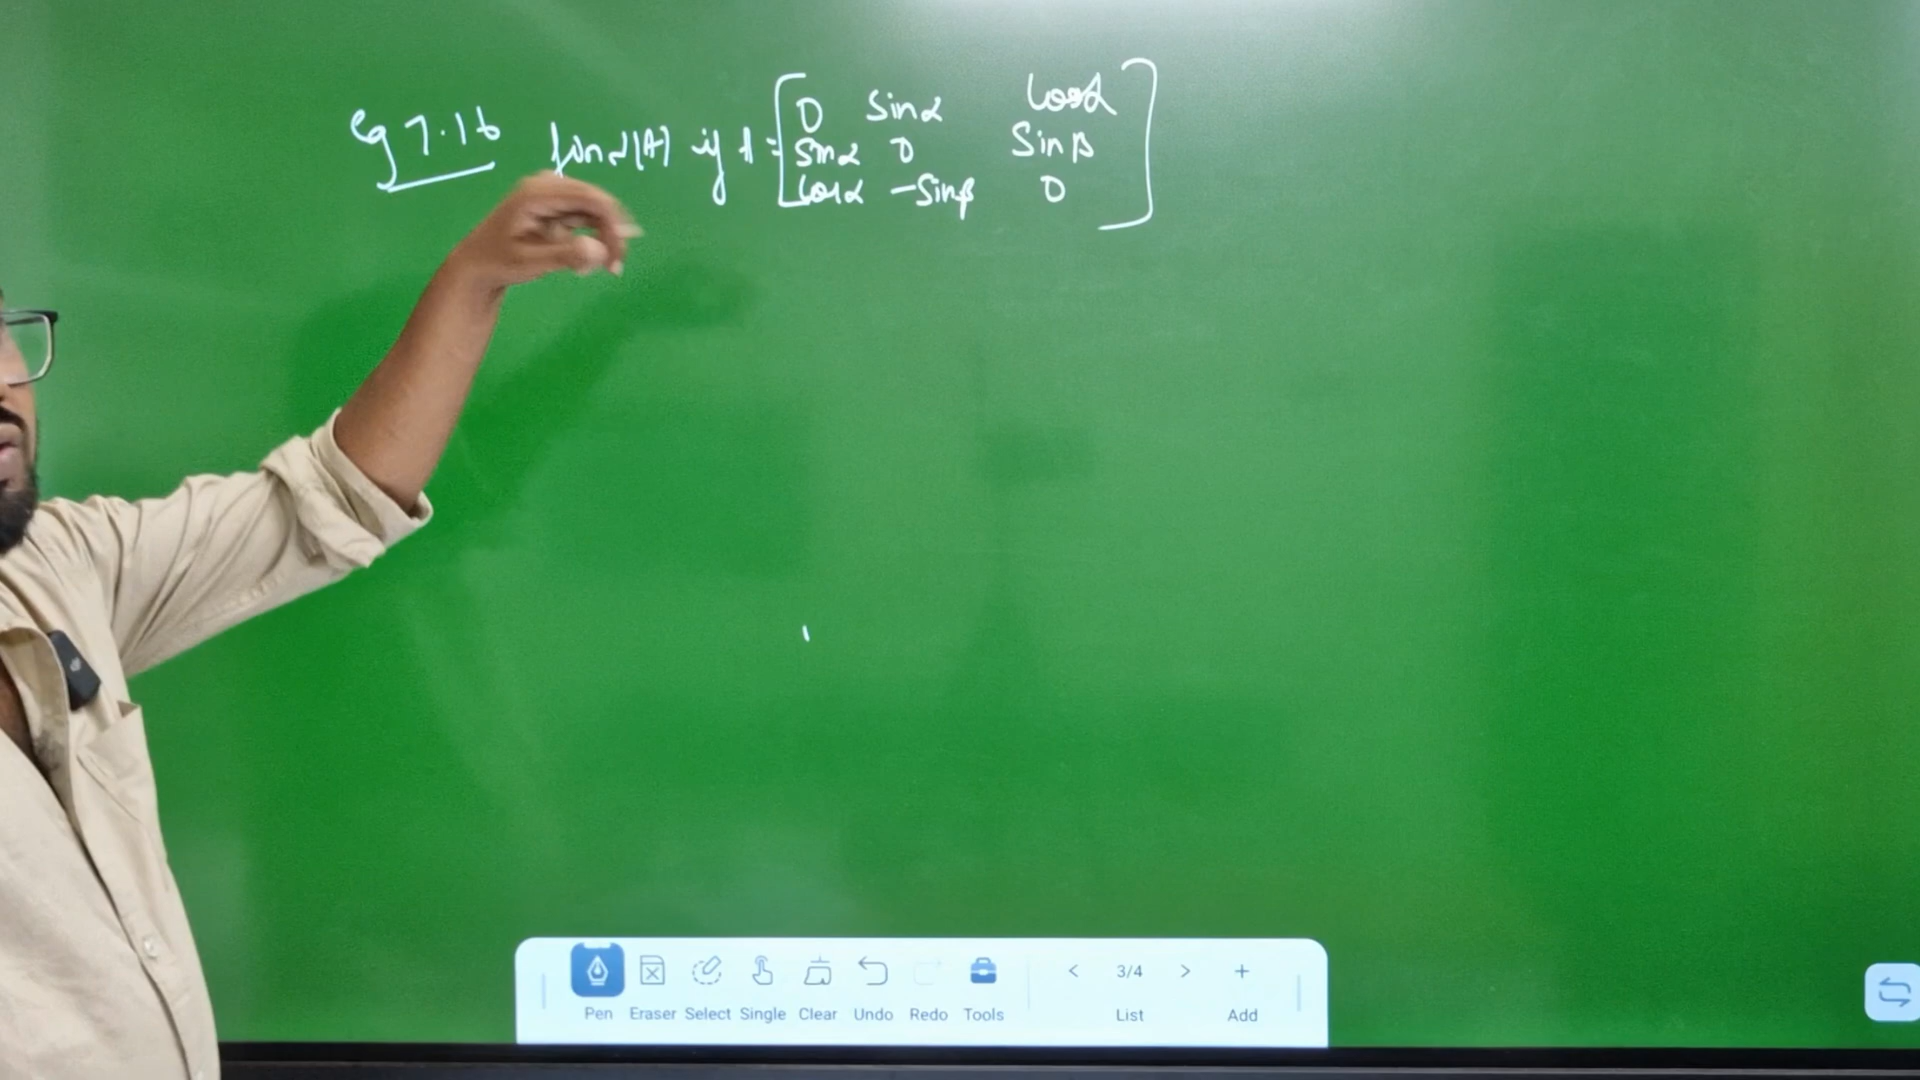 eg 7.16 find |A| if A = [ 0 sinα cosα
sinα 0 sinβ
cosα -sinβ 0 ]
Pen Eraser Select Single Clear Undo Redo Tools < 3/4 > +
List Add